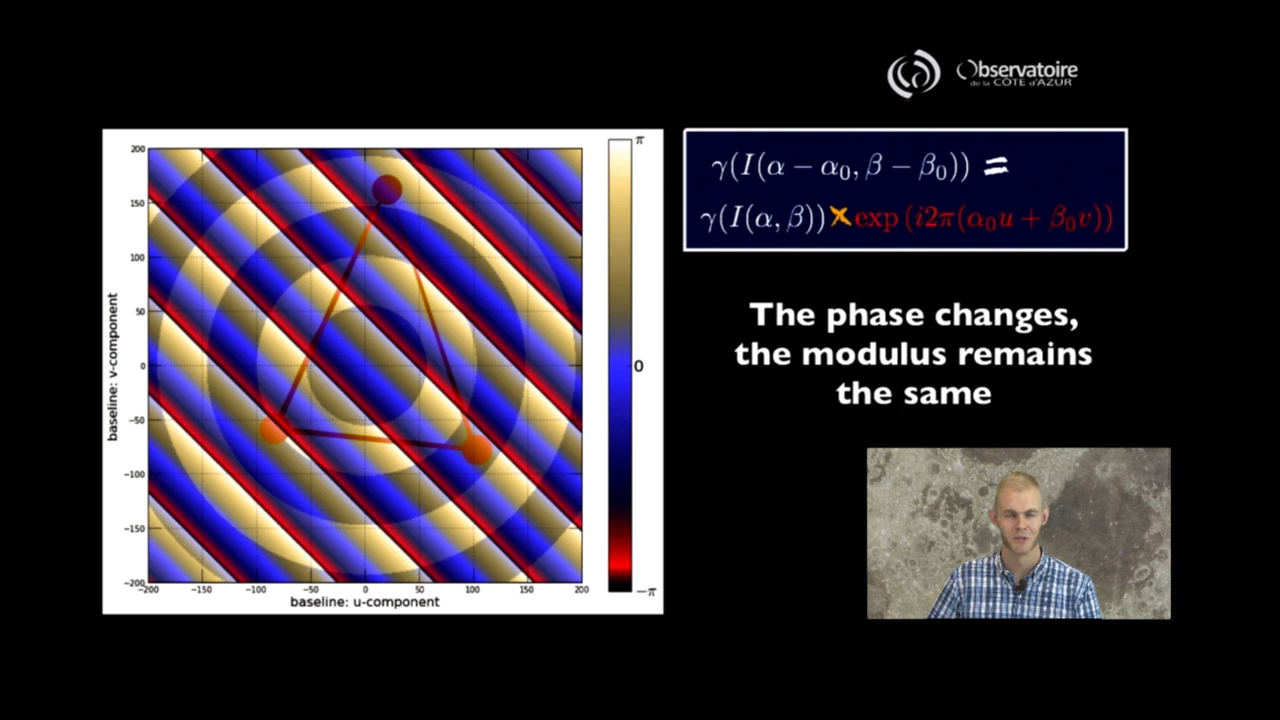 Observatoire
de la CÔTE d'AZUR
γ(I(α − α₀, β − β₀)) =
γ(I(α, β)) × exp (i2π(α₀u + β₀v))
The phase changes,
the modulus remains
the same
π
0
−π
200
150
100
50
0
−50
−100
−150
−200
−200 −150 −100 −50 0 50 100 150 200
baseline: v-component
baseline: u-component